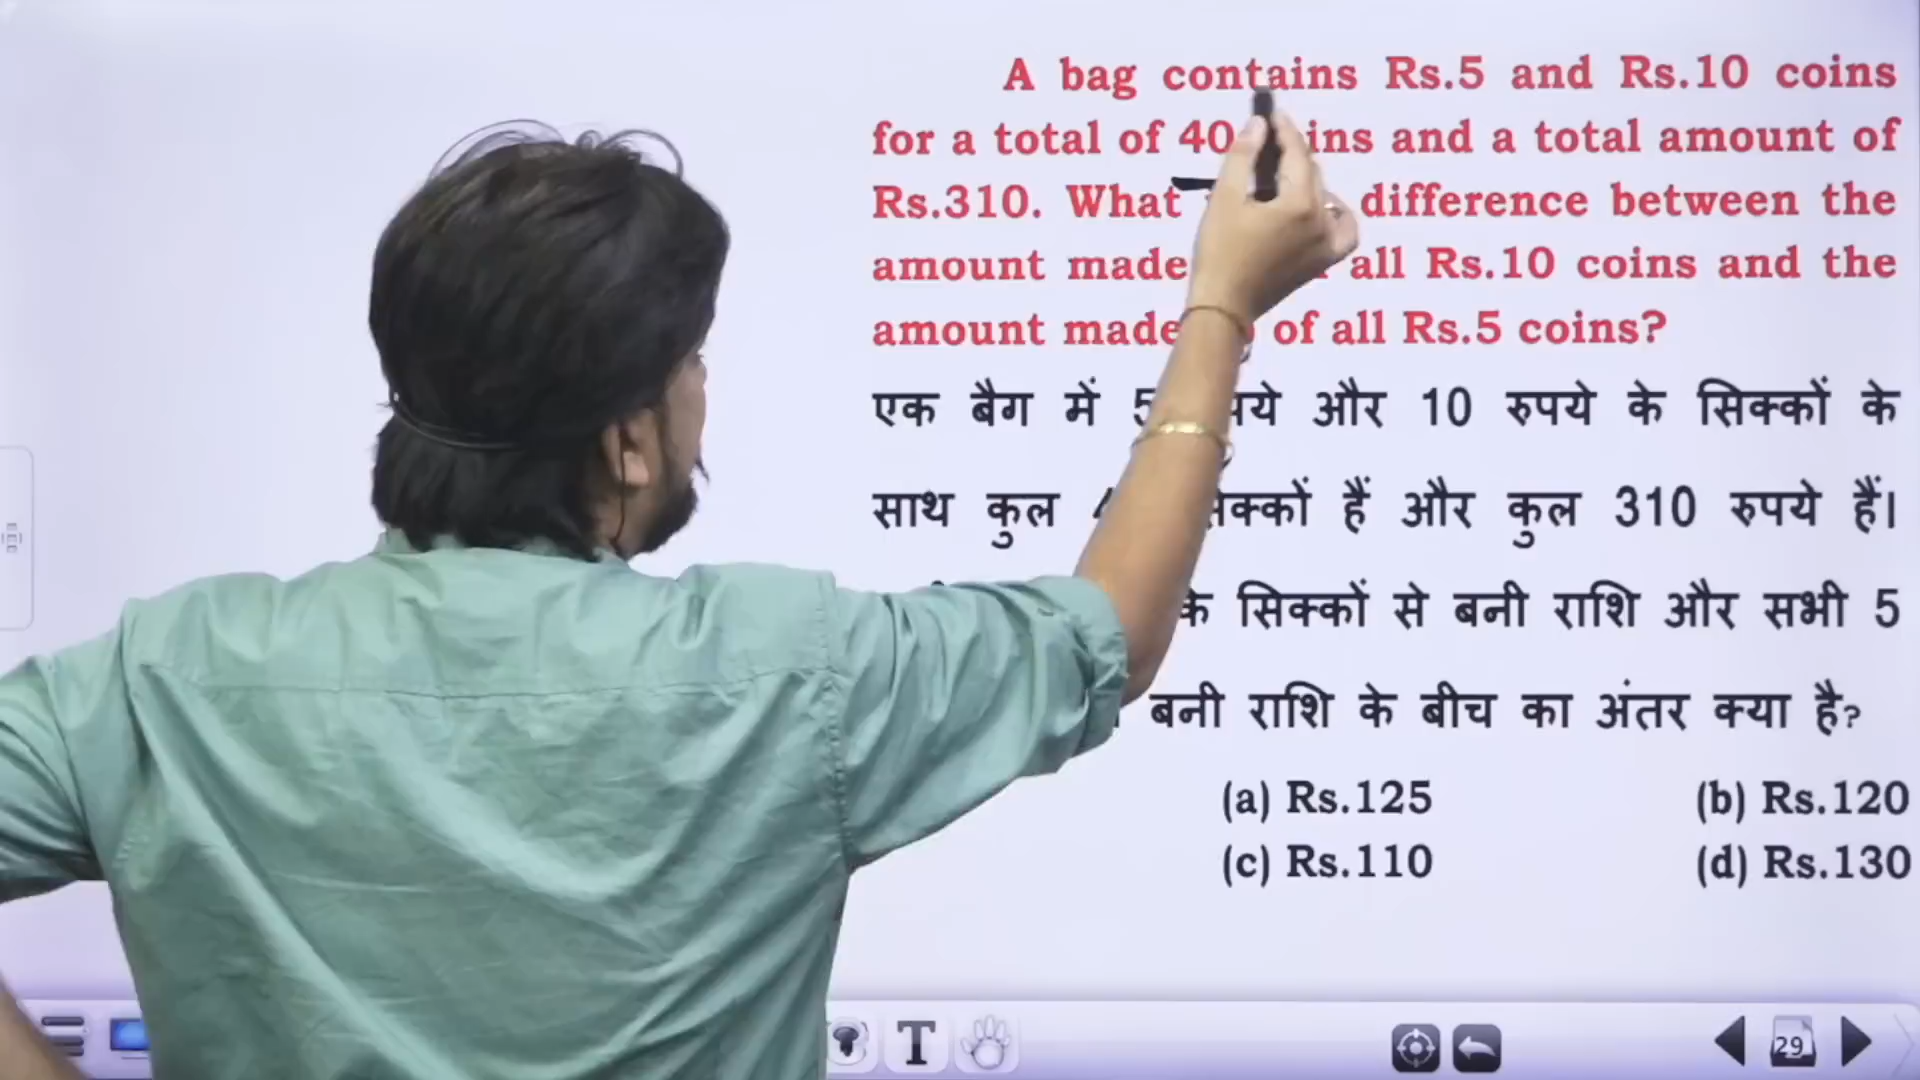 A bag contains Rs.5 and Rs.10 coins
for a total of 40 and a total amount of
Rs.310. What difference between the
amount made all Rs.10 coins and the
amount made of all Rs.5 coins?
एक बैग में 5 और 10 रुपये के सिक्कों के
साथ कुल सिक्कों हैं और कुल 310 रुपये हैं।
के सिक्कों से बनी राशि और सभी 5
बनी राशि के बीच का अंतर क्या है?
(a) Rs.125 (b) Rs.120
(c) Rs.110 (d) Rs.130
T 29